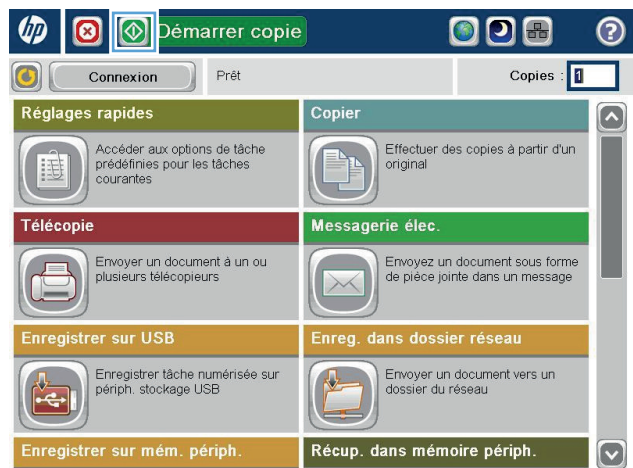 hp Démarrer copie ?
Connexion Prêt Copies : 1
Réglages rapides
Accéder aux options de tâche
prédéfinies pour les tâches
courantes
Copier
Effectuer des copies à partir d'un
original
Télécopie
Envoyer un document à un ou
plusieurs télécopieurs
Messagerie élec.
Envoyez un document sous forme
de pièce jointe dans un message
Enregistrer sur USB
Enregistrer tâche numérisée sur
périph. stockage USB
Enreg. dans dossier réseau
Envoyer un document vers un
dossier du réseau
Enregistrer sur mém. périph.
Récup. dans mémoire périph.